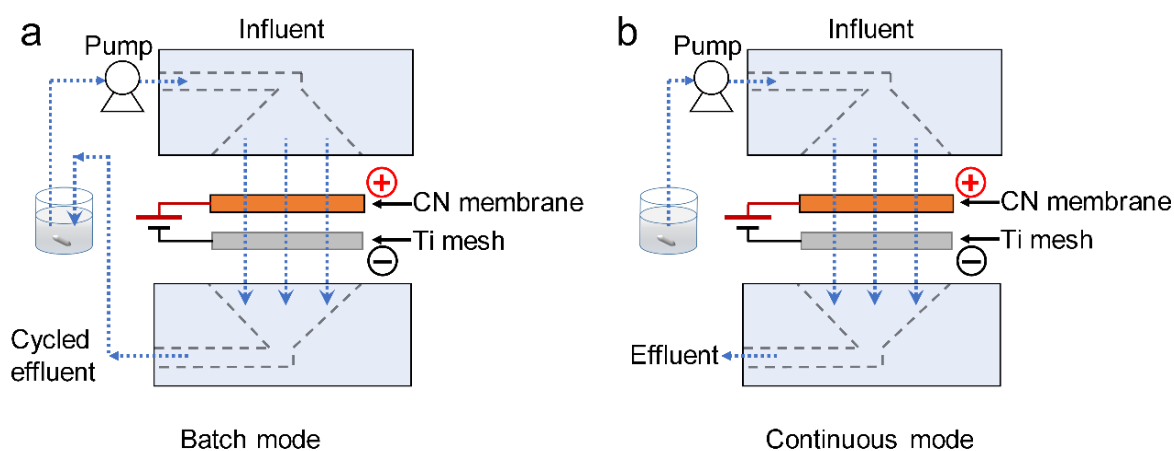 a
Influent
Pump
+
CN membrane
Ti mesh
−
Cycled
effluent
Batch mode
b
Influent
Pump
+
CN membrane
Ti mesh
−
Effluent
Continuous mode